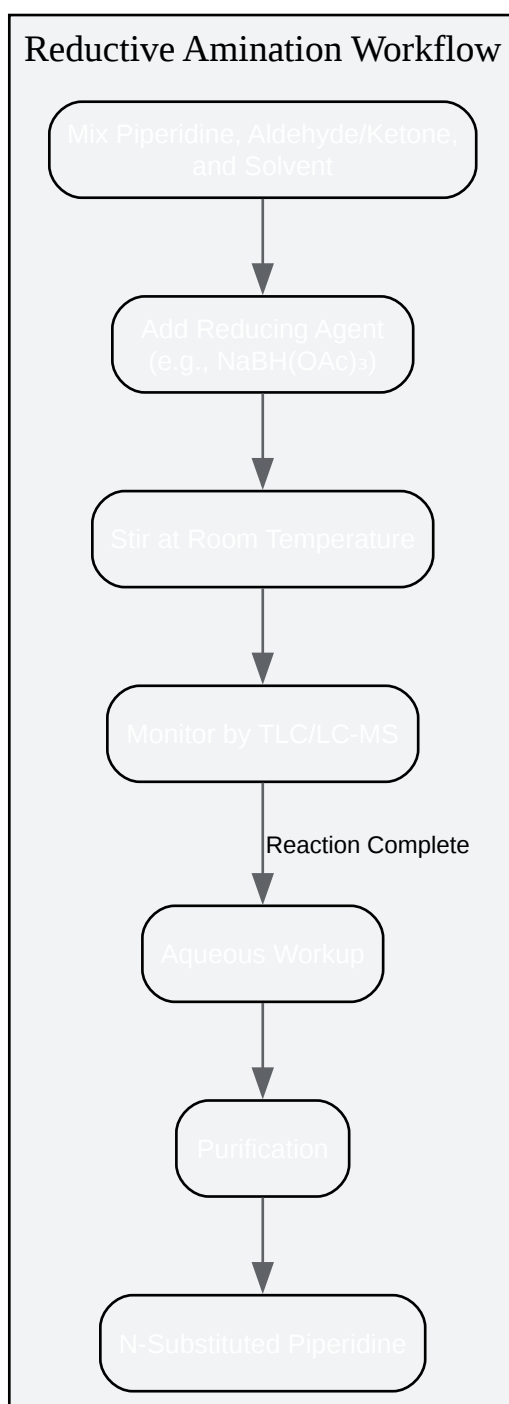 Reductive Amination Workflow
Mix Piperidine, Aldehyde/Ketone,
and Solvent
Add Reducing Agent
(e.g., NaBH(OAc)₃)
Stir at Room Temperature
Monitor by TLC/LC-MS
Reaction Complete
Aqueous Workup
Purification
N-Substituted Piperidine